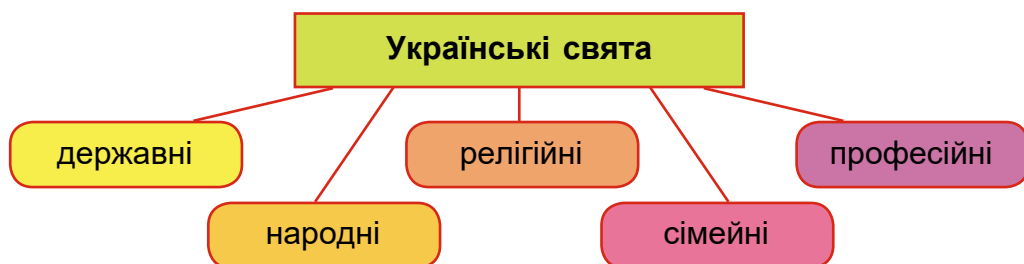 Українські свята
державні
релігійні
професійні
народні
сімейні